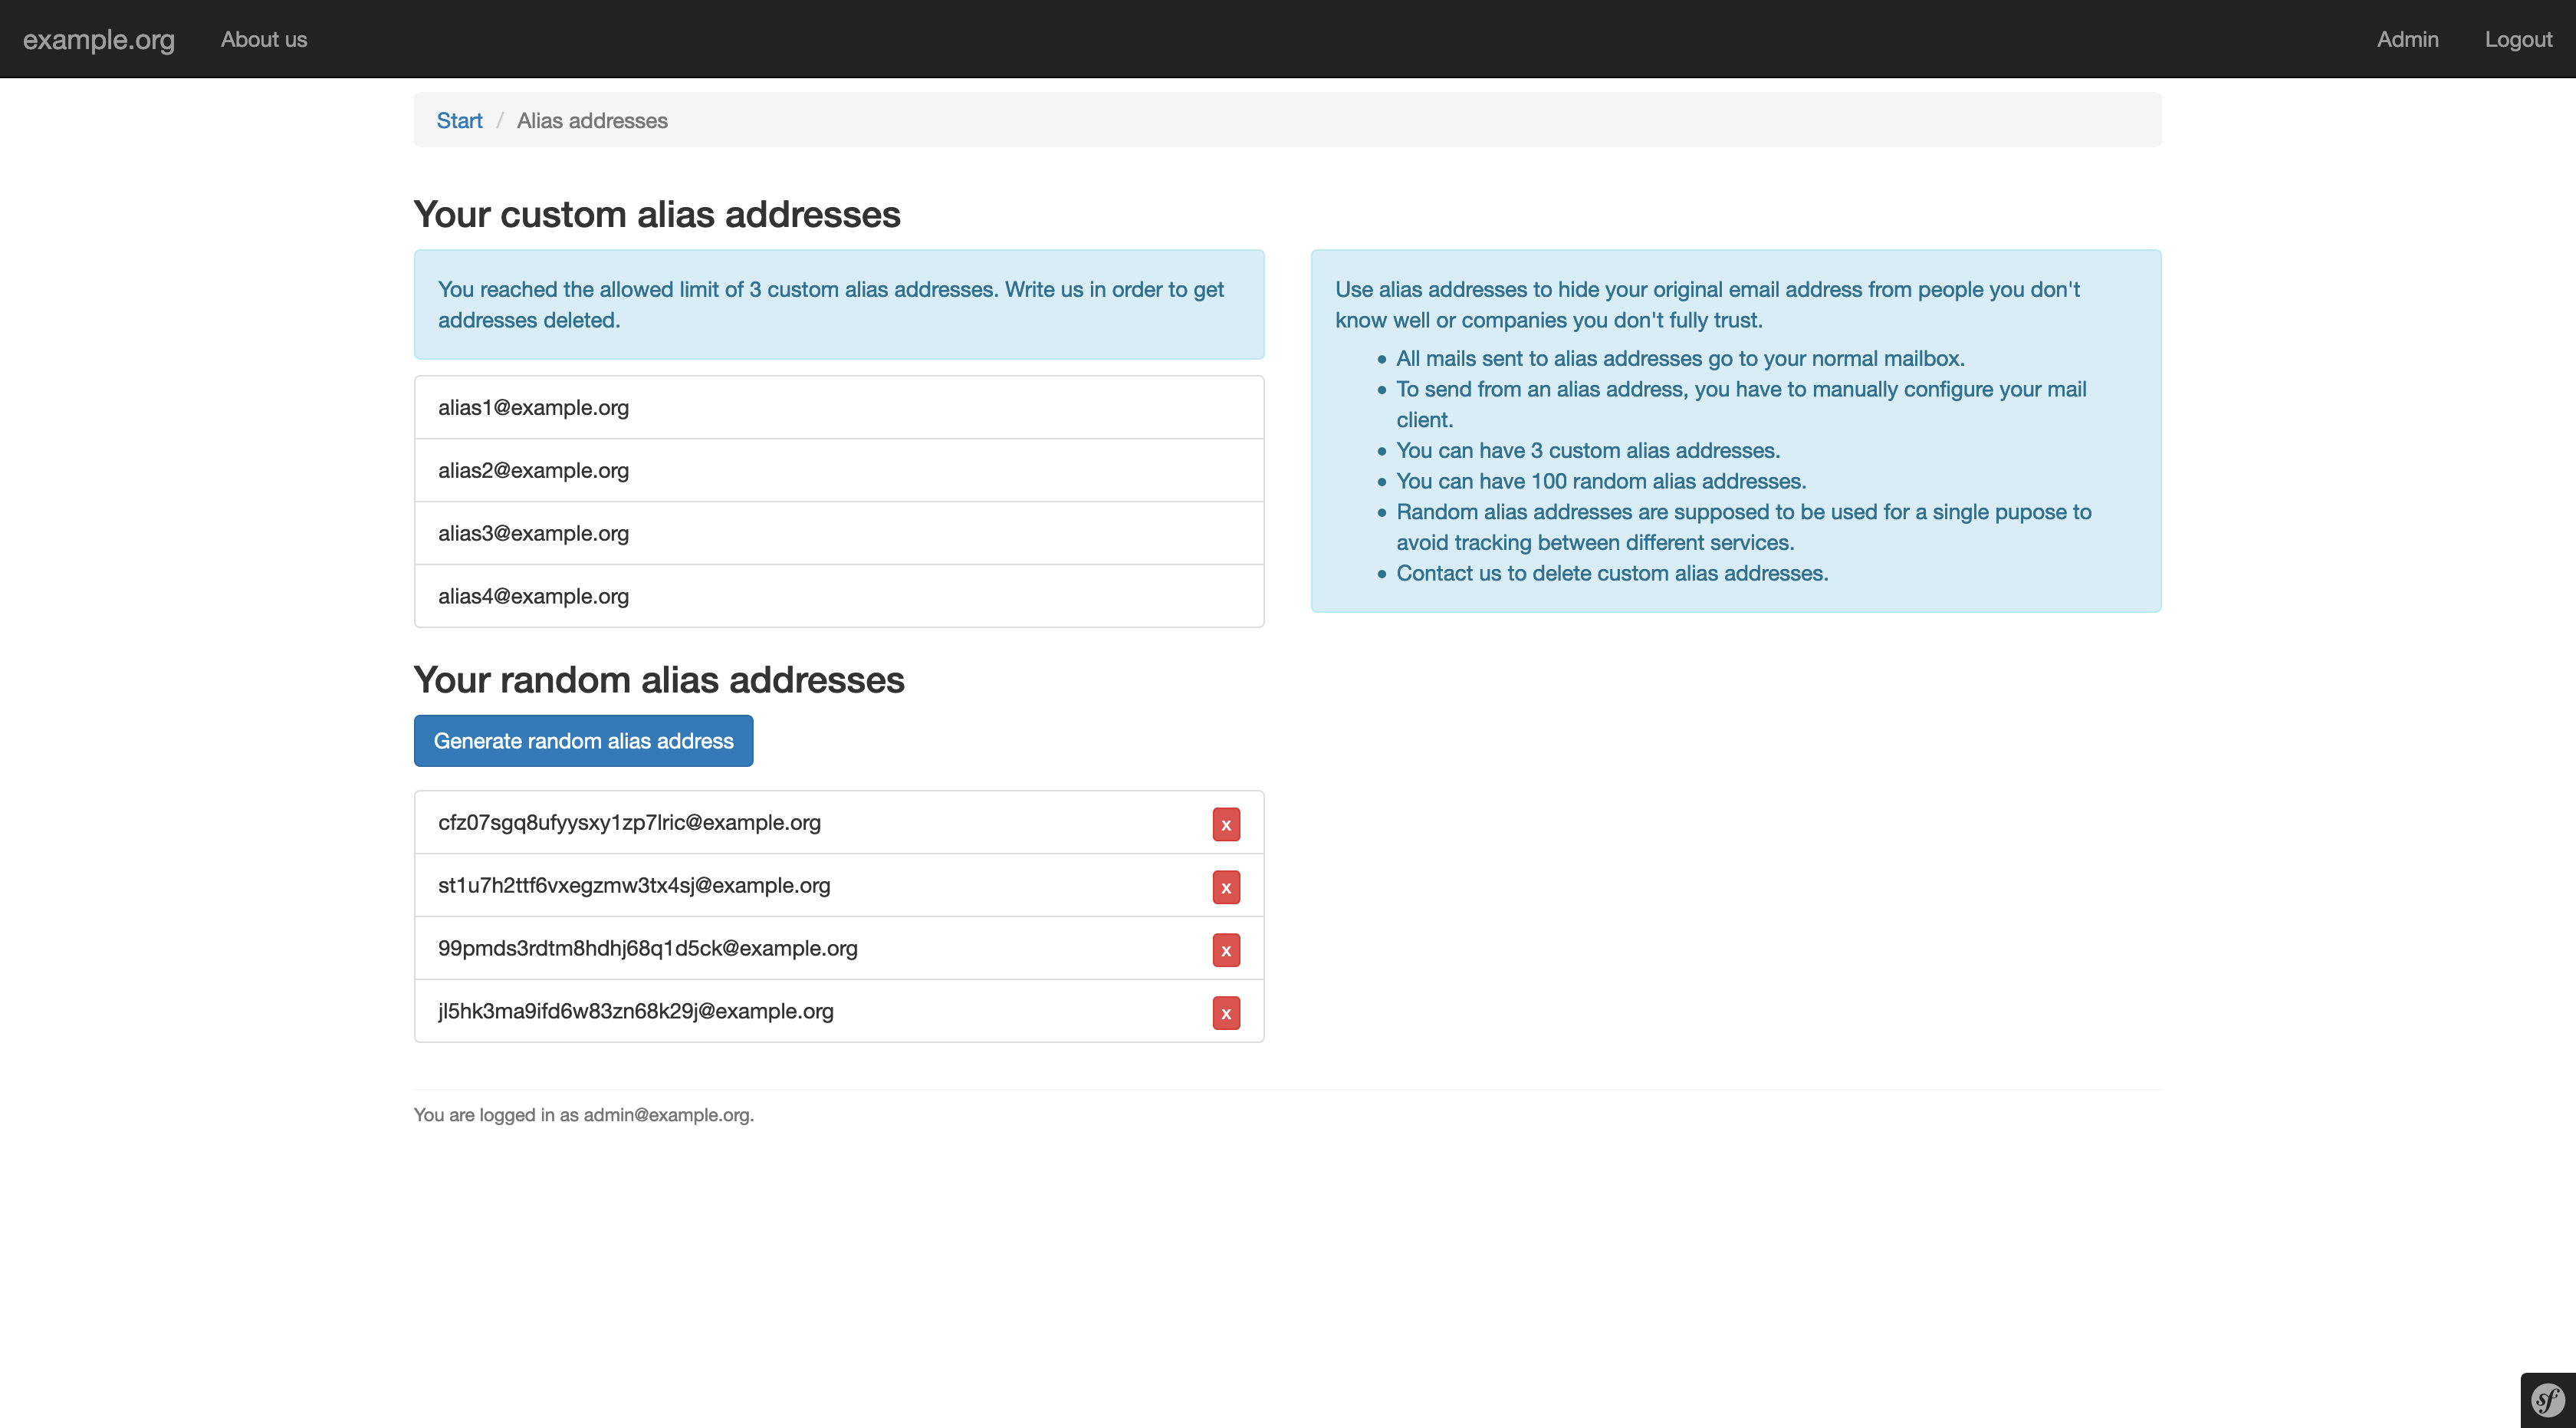 example.org About us Admin Logout
Start / Alias addresses
Your custom alias addresses
You reached the allowed limit of 3 custom alias addresses. Write us in order to get
addresses deleted.
alias1@example.org
alias2@example.org
alias3@example.org
alias4@example.org
Use alias addresses to hide your original email address from people you don't
know well or companies you don't fully trust.
• All mails sent to alias addresses go to your normal mailbox.
• To send from an alias address, you have to manually configure your mail
client.
• You can have 3 custom alias addresses.
• You can have 100 random alias addresses.
• Random alias addresses are supposed to be used for a single pupose to
avoid tracking between different services.
• Contact us to delete custom alias addresses.
Your random alias addresses
Generate random alias address
cfz07sgq8ufyysxy1zp7lric@example.org x
st1u7h2ttf6vxegzmw3tx4sj@example.org x
99pmds3rdtm8hdhj68q1d5ck@example.org x
jl5hk3ma9ifd6w83zn68k29j@example.org x
You are logged in as admin@example.org.
sf